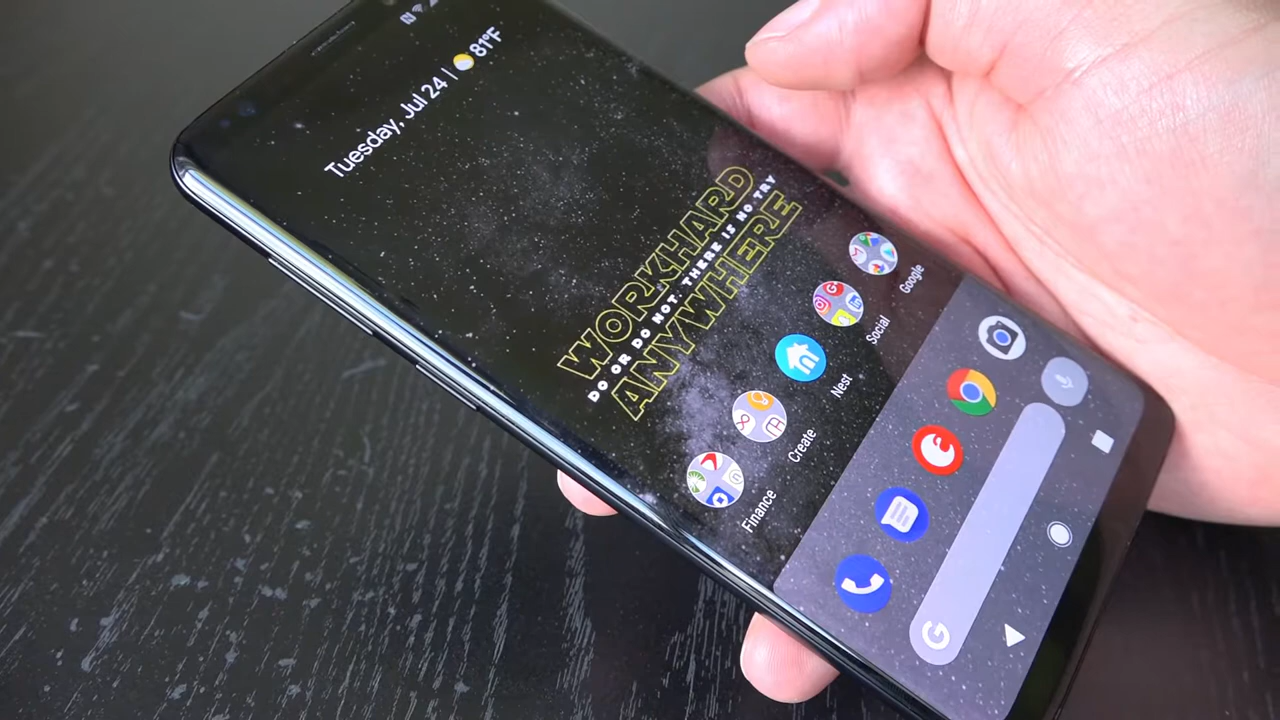 Tuesday, Jul 24 | 81°F
WORKHARD
DO OR DO NOT. THERE IS NO TRY
ANYWHERE
Finance
Create
Nest
Social
Google
G